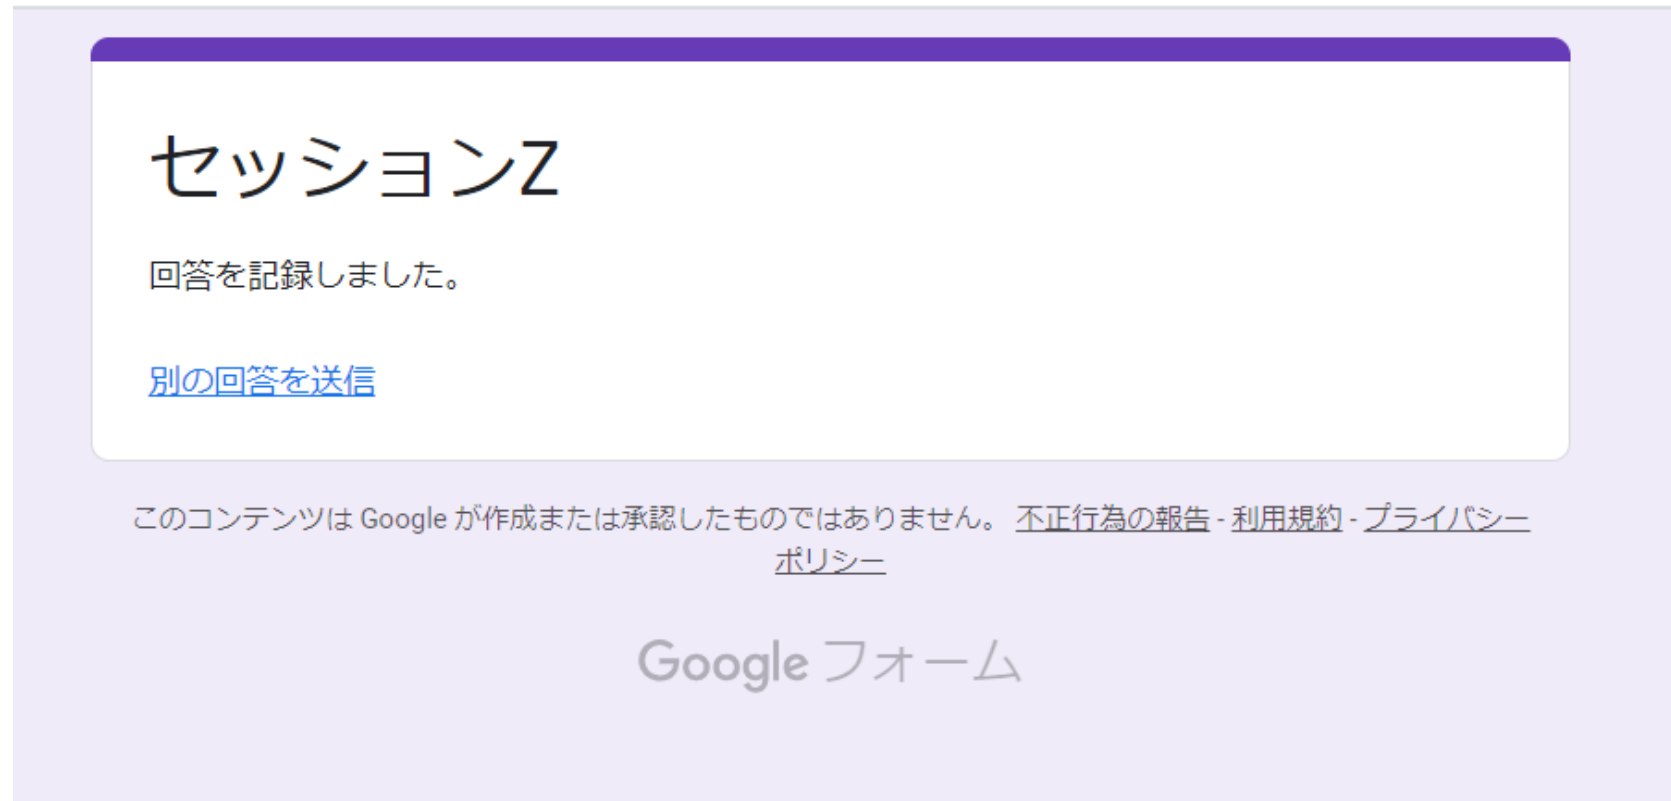 セッションZ
回答を記録しました。
別の回答を送信
このコンテンツは Google が作成または承認したものではありません。 不正行為の報告 - 利用規約 - プライバシー
ポリシー
Google フォーム